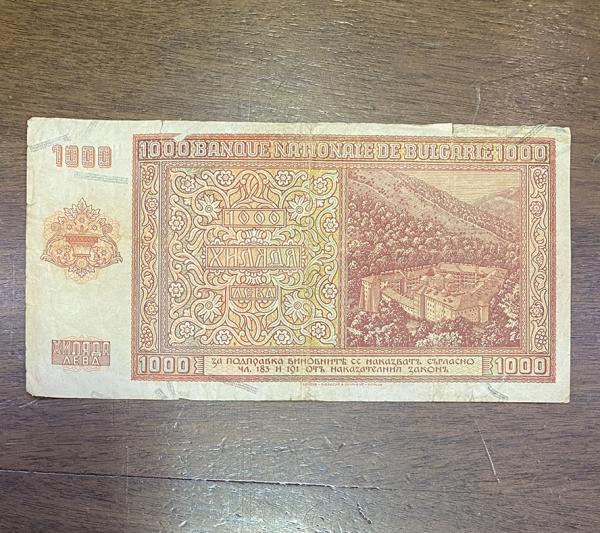 1000
1000 BANQUE NATIONALE DE BULGARIE 1000
1000
ХИЛЯДА
ЛЕВА
ХИЛЯДА
ЛЕВА
1000
ЗА ПОДПРАВКА ВИНОВНИТѢ СЕ НАКАЗВАТЪ СЪГЛАСНО
ЧЛ. 183 И 191 ОТЪ НАКАЗАТЕЛНИЯ ЗАКОНЪ
1000